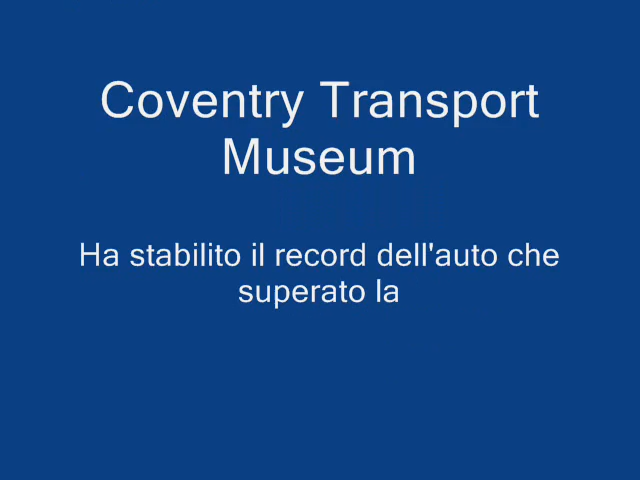 Coventry Transport
Museum
Ha stabilito il record dell'auto che
superato la